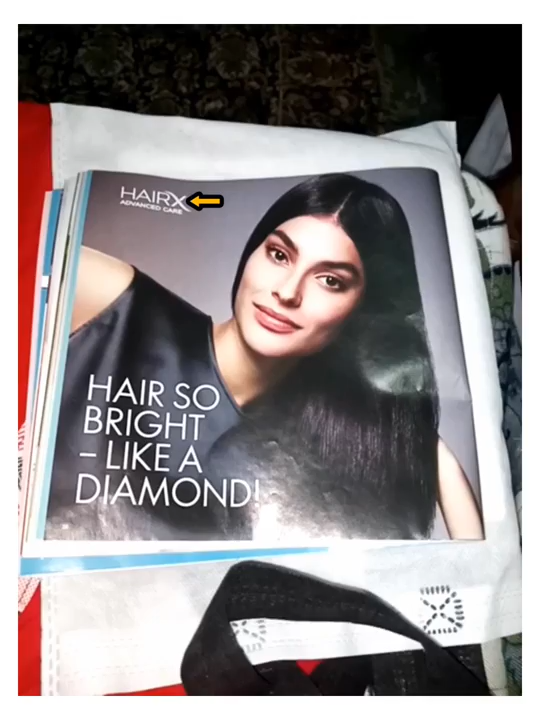 HAIRX
ADVANCED CARE
HAIR SO
BRIGHT
– LIKE A
DIAMOND!